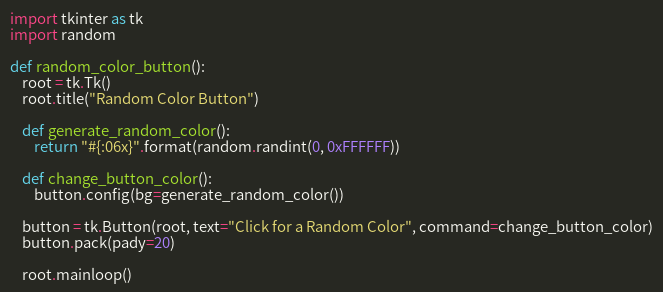 import tkinter as tk
import random

def random_color_button():
    root = tk.Tk()
    root.title("Random Color Button")

    def generate_random_color():
        return "#{:06x}".format(random.randint(0, 0xFFFFFF))

    def change_button_color():
        button.config(bg=generate_random_color())

    button = tk.Button(root, text="Click for a Random Color", command=change_button_color)
    button.pack(pady=20)

    root.mainloop()